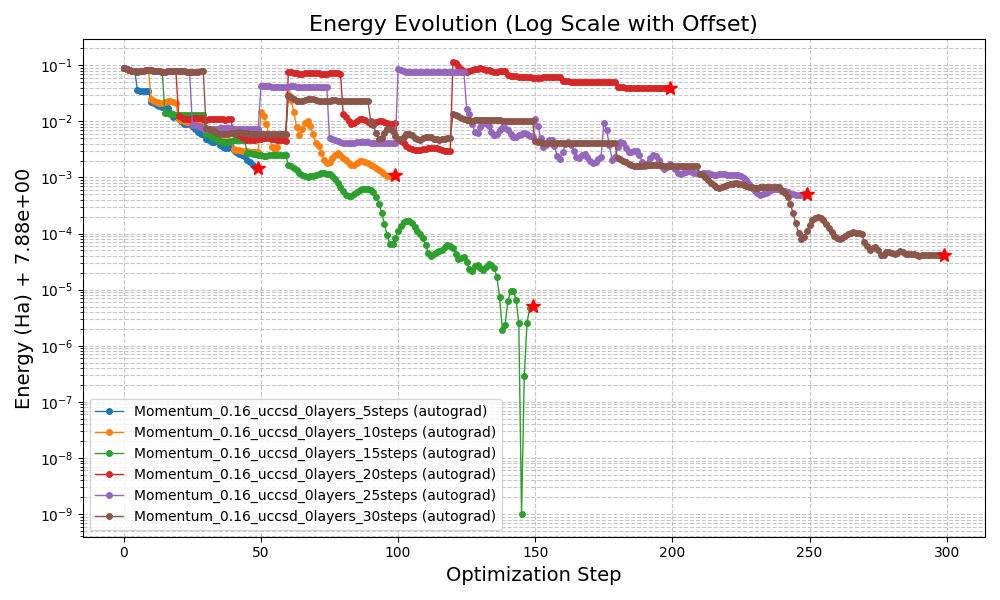 Energy Evolution (Log Scale with Offset)
Energy (Ha) + 7.88e+00
10⁻¹
10⁻²
10⁻³
10⁻⁴
10⁻⁵
10⁻⁶
10⁻⁷
10⁻⁸
10⁻⁹
Momentum_0.16_uccsd_0layers_5steps (autograd)
Momentum_0.16_uccsd_0layers_10steps (autograd)
Momentum_0.16_uccsd_0layers_15steps (autograd)
Momentum_0.16_uccsd_0layers_20steps (autograd)
Momentum_0.16_uccsd_0layers_25steps (autograd)
Momentum_0.16_uccsd_0layers_30steps (autograd)
0 50 100 150 200 250 300
Optimization Step